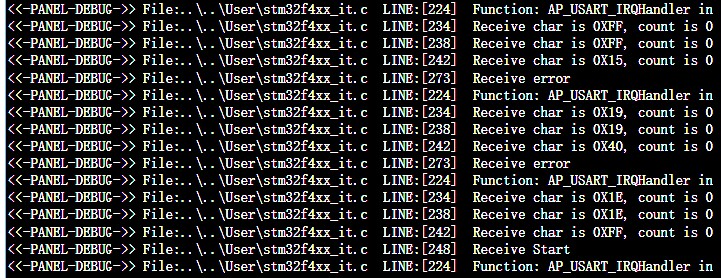 <<-PANEL-DEBUG->> File:..\..\User\stm32f4xx_it.c LINE:[224] Function: AP_USART_IRQHandler in
<<-PANEL-DEBUG->> File:..\..\User\stm32f4xx_it.c LINE:[234] Receive char is 0XFF, count is 0
<<-PANEL-DEBUG->> File:..\..\User\stm32f4xx_it.c LINE:[238] Receive char is 0XFF, count is 0
<<-PANEL-DEBUG->> File:..\..\User\stm32f4xx_it.c LINE:[242] Receive char is 0X15, count is 0
<<-PANEL-DEBUG->> File:..\..\User\stm32f4xx_it.c LINE:[273] Receive error
<<-PANEL-DEBUG->> File:..\..\User\stm32f4xx_it.c LINE:[224] Function: AP_USART_IRQHandler in
<<-PANEL-DEBUG->> File:..\..\User\stm32f4xx_it.c LINE:[234] Receive char is 0X19, count is 0
<<-PANEL-DEBUG->> File:..\..\User\stm32f4xx_it.c LINE:[238] Receive char is 0X19, count is 0
<<-PANEL-DEBUG->> File:..\..\User\stm32f4xx_it.c LINE:[242] Receive char is 0X40, count is 0
<<-PANEL-DEBUG->> File:..\..\User\stm32f4xx_it.c LINE:[273] Receive error
<<-PANEL-DEBUG->> File:..\..\User\stm32f4xx_it.c LINE:[224] Function: AP_USART_IRQHandler in
<<-PANEL-DEBUG->> File:..\..\User\stm32f4xx_it.c LINE:[234] Receive char is 0X1E, count is 0
<<-PANEL-DEBUG->> File:..\..\User\stm32f4xx_it.c LINE:[238] Receive char is 0X1E, count is 0
<<-PANEL-DEBUG->> File:..\..\User\stm32f4xx_it.c LINE:[242] Receive char is 0XFF, count is 0
<<-PANEL-DEBUG->> File:..\..\User\stm32f4xx_it.c LINE:[248] Receive Start
<<-PANEL-DEBUG->> File:..\..\User\stm32f4xx_it.c LINE:[224] Function: AP_USART_IRQHandler in